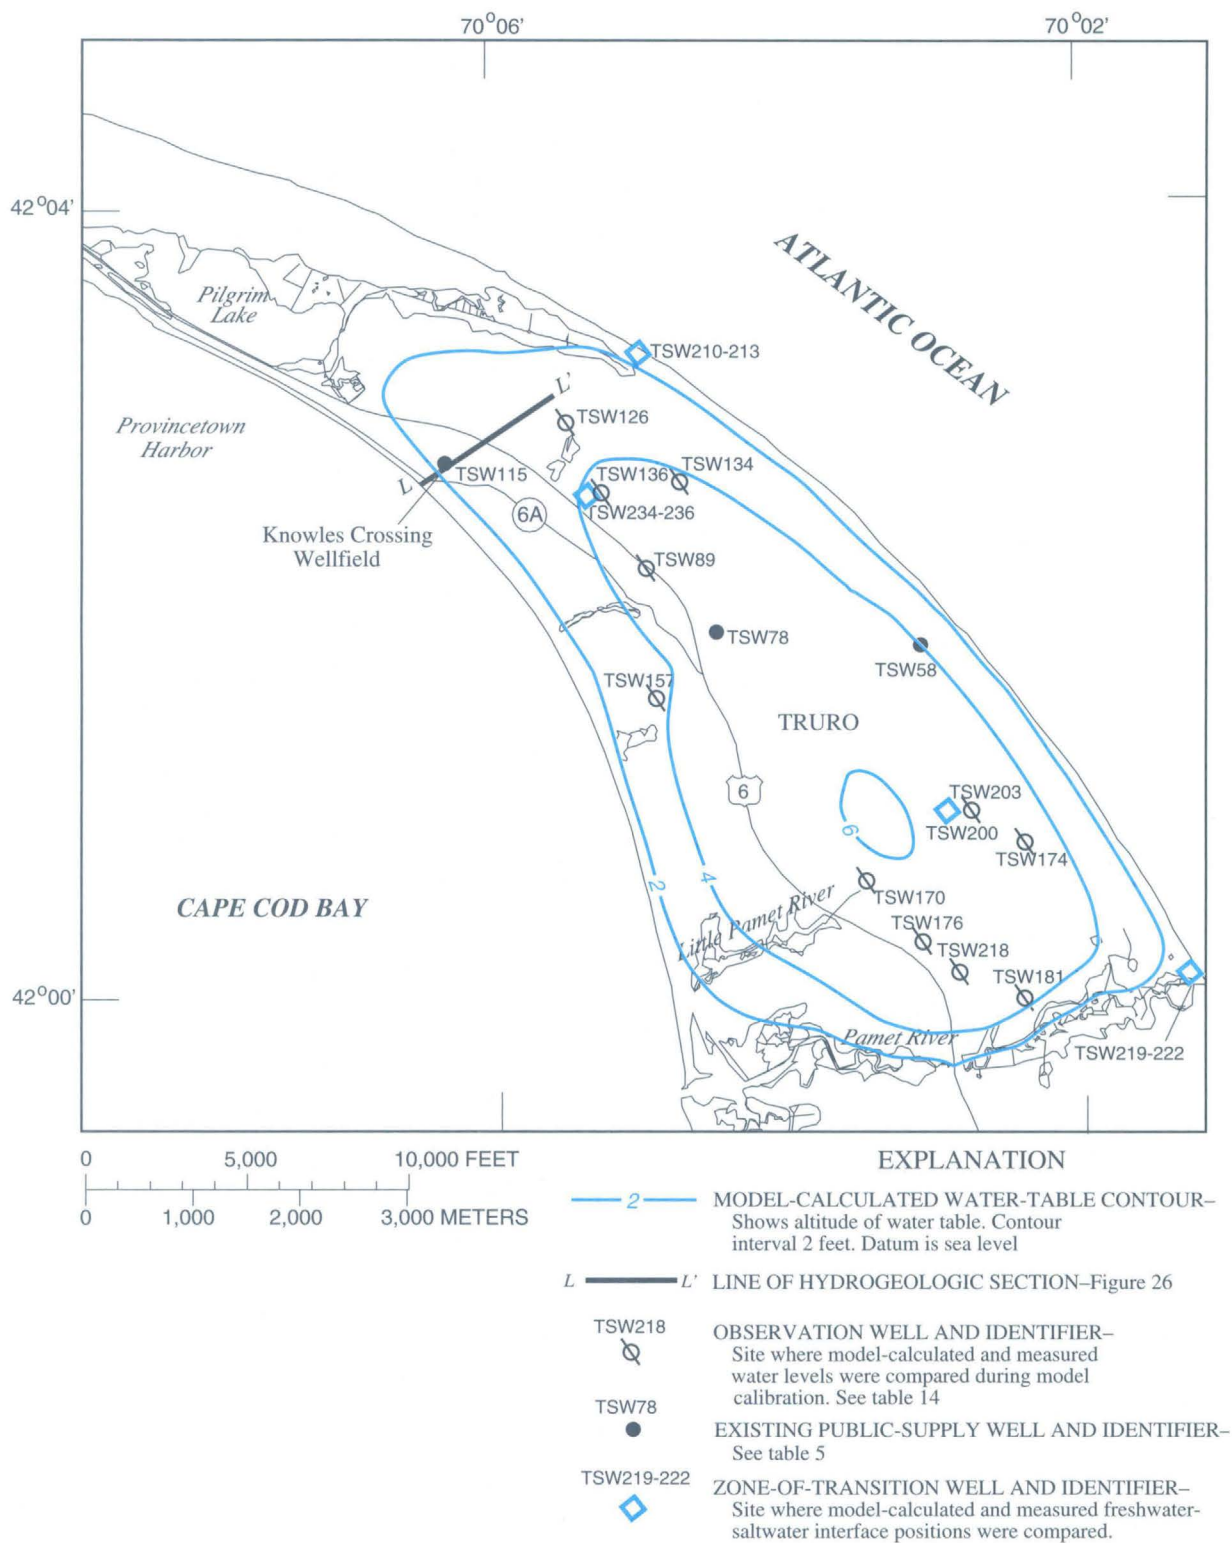 70°06' 70°02'
42°04'
ATLANTIC OCEAN
Pilgrim
Lake
TSW210-213
L'
Provincetown
Harbor
TSW126
TSW115
TSW136
TSW134
L
TSW234-236
6A
Knowles Crossing
Wellfield
TSW89
TSW78
TSW58
TSW157
TRURO
6
TSW203
6
TSW200
TSW174
2
4
TSW170
CAPE COD BAY
Little Pamet River
TSW176
TSW218
TSW181
42°00'
Pamet River
TSW219-222
0 5,000 10,000 FEET
0 1,000 2,000 3,000 METERS
EXPLANATION
2 MODEL-CALCULATED WATER-TABLE CONTOUR–
Shows altitude of water table. Contour
interval 2 feet. Datum is sea level
L L' LINE OF HYDROGEOLOGIC SECTION–Figure 26
TSW218 OBSERVATION WELL AND IDENTIFIER–
Site where model-calculated and measured
water levels were compared during model
calibration. See table 14
TSW78
EXISTING PUBLIC-SUPPLY WELL AND IDENTIFIER–
See table 5
TSW219-222
ZONE-OF-TRANSITION WELL AND IDENTIFIER–
Site where model-calculated and measured freshwater-
saltwater interface positions were compared.